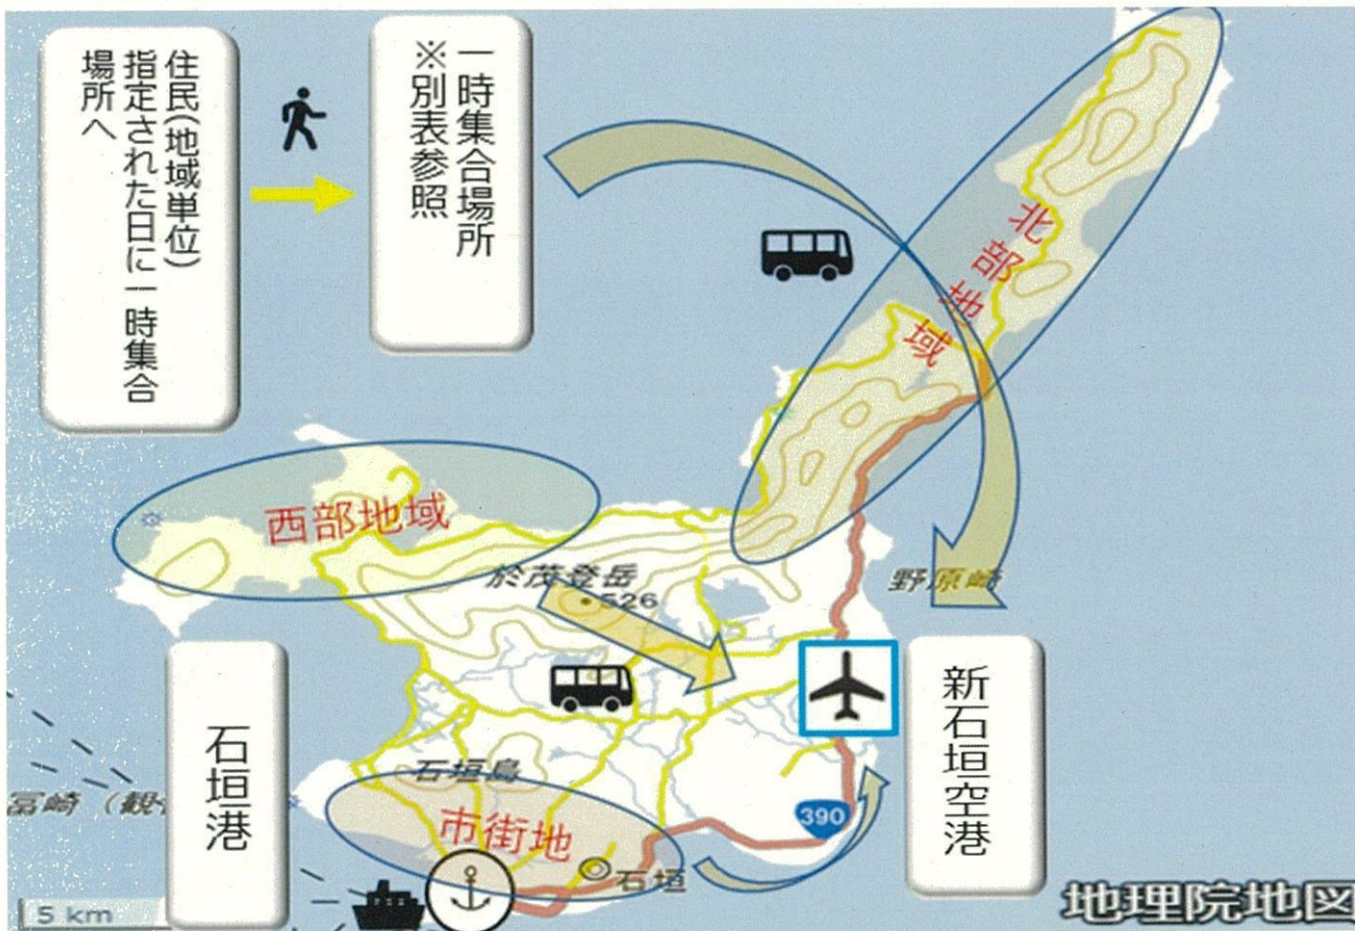 住民(地域単位)
指定された日に一時集合
場所へ
一時集合場所
※別表参照
北部地域
西部地域
於茂登岳
・526
野原崎
新石垣空港
石垣港
石垣島
冨崎（観
市街地
390
石垣
5 km
地理院地図